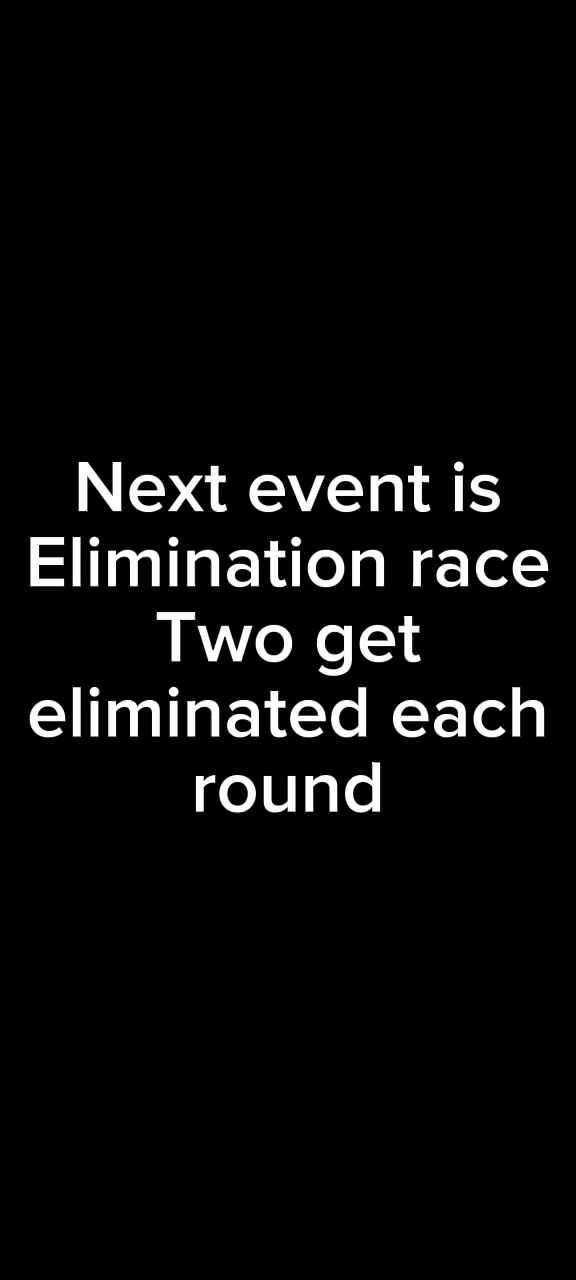 Next event is
Elimination race
Two get
eliminated each
round